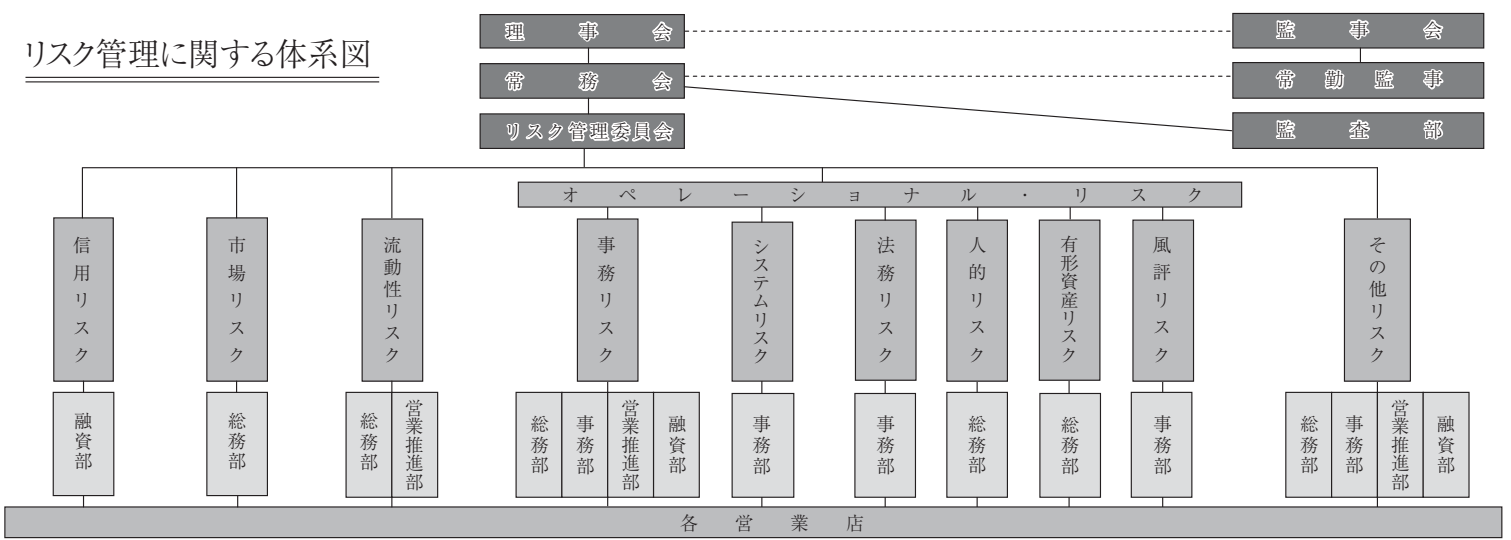 リスク管理に関する体系図
理事会
監事会
常務会
常勤監事
リスク管理委員会
監査部
オペレーショナル・リスク
信用リスク
市場リスク
流動性リスク
事務リスク
システムリスク
法務リスク
人的リスク
有形資産リスク
風評リスク
その他リスク
融資部
総務部
総務部
営業推進部
総務部
事務部
営業推進部
融資部
事務部
事務部
総務部
総務部
事務部
総務部
事務部
営業推進部
融資部
各営業店